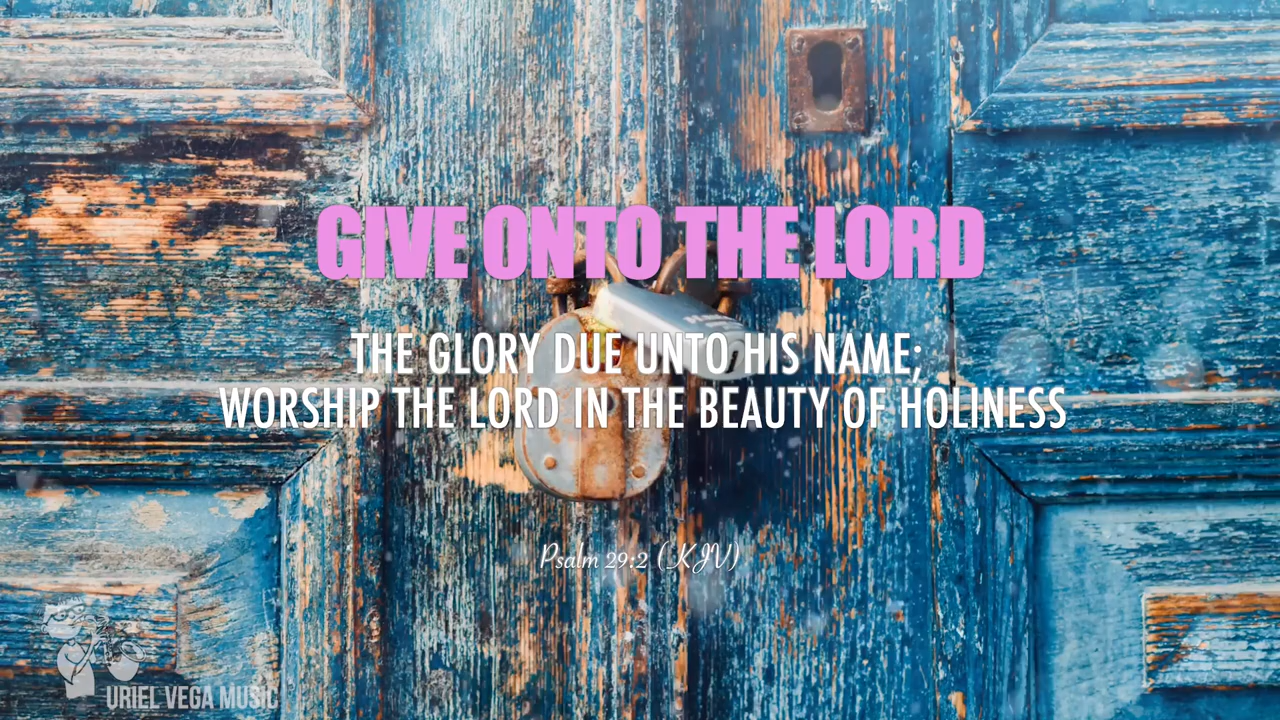 GIVE ONTO THE LORD
THE GLORY DUE UNTO HIS NAME;
WORSHIP THE LORD IN THE BEAUTY OF HOLINESS
Psalm 29:2 (KJV)
URIEL VEGA MUSIC